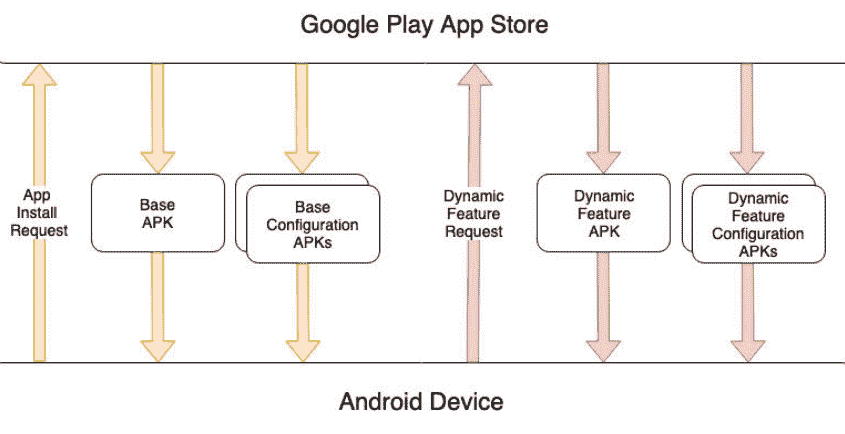 Google Play App Store
App
Install
Request
Base
APK
Base
Configuration
APKs
Dynamic
Feature
Request
Dynamic
Feature
APK
Dynamic
Feature
Configuration
APKs
Android Device